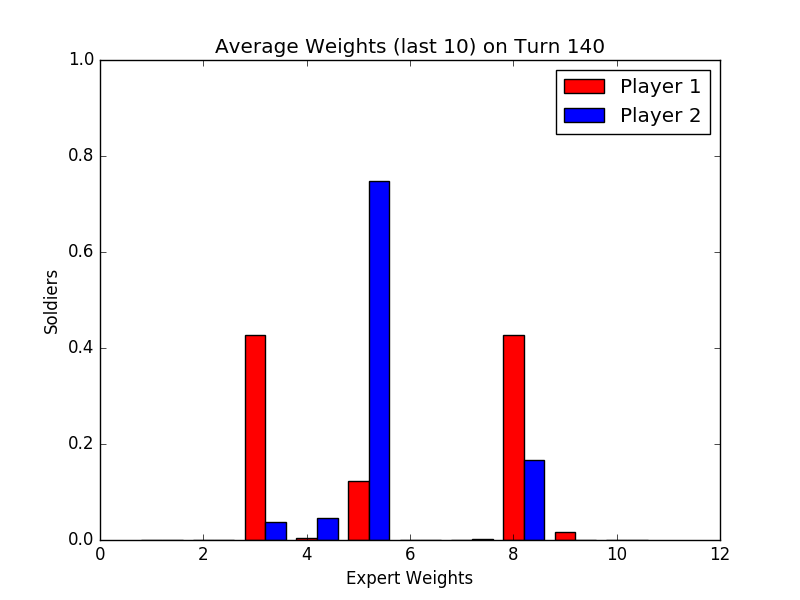 Average Weights (last 10) on Turn 140
1.0
Player 1
Player 2
0.8
0.6
Soldiers
0.4
0.2
0.0
0 2 4 6 8 10 12
Expert Weights